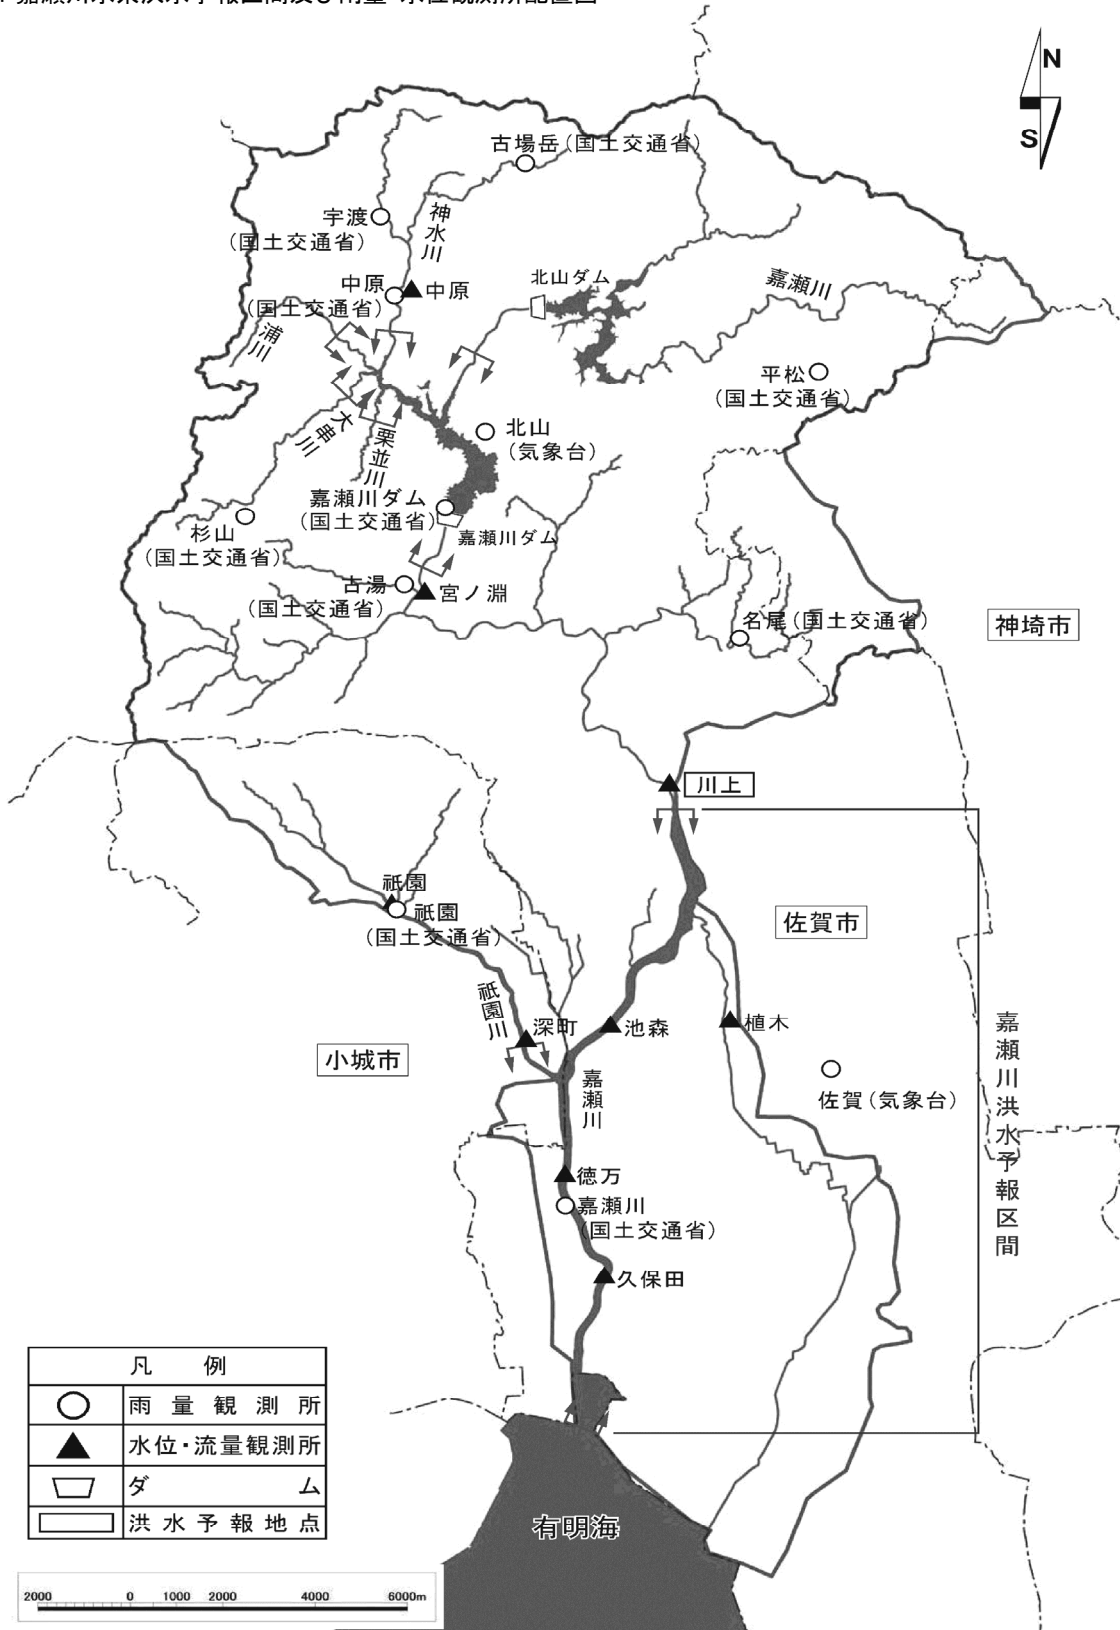 嘉瀬川水系洪水予報区間及び雨量・水位観測所配置図
N
S
古場岳(国土交通省)
宇渡
(国土交通省)
神水川
中原
(国土交通省)
中原
北山ダム
嘉瀬川
浦川
平松
(国土交通省)
大串川
栗並川
北山
(気象台)
嘉瀬川ダム
(国土交通省)
嘉瀬川ダム
杉山
(国土交通省)
古湯
(国土交通省)
宮ノ淵
名尾(国土交通省)
神埼市
川上
祇園
祇園
(国土交通省)
佐賀市
祇園川
深町
池森
植木
小城市
嘉瀬川
佐賀(気象台)
嘉瀬川洪水予報区間
徳万
嘉瀬川
(国土交通省)
久保田
凡 例
雨量観測所
水位・流量観測所
ダム
洪水予報地点
有明海
2000 0 1000 2000 4000 6000m